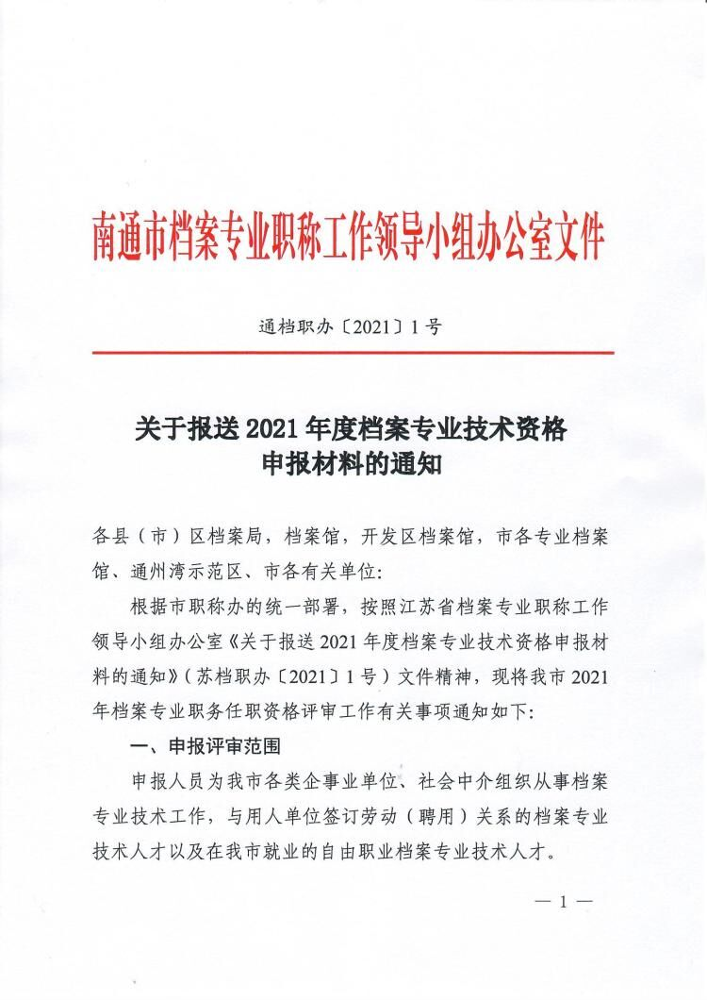 南通市档案专业职称工作领导小组办公室文件
通档职办〔2021〕1号
关于报送 2021 年度档案专业技术资格
申报材料的通知
各县（市）区档案局，档案馆，开发区档案馆，市各专业档案
馆、通州湾示范区、市各有关单位：
根据市职称办的统一部署，按照江苏省档案专业职称工作
领导小组办公室《关于报送 2021 年度档案专业技术资格申报材
料的通知》（苏档职办〔2021〕1号）文件精神，现将我市 2021
年档案专业职务任职资格评审工作有关事项通知如下：
一、申报评审范围
申报人员为我市各类企事业单位、社会中介组织从事档案
专业技术工作，与用人单位签订劳动（聘用）关系的档案专业
技术人才以及在我市就业的自由职业档案专业技术人才。
— 1 —